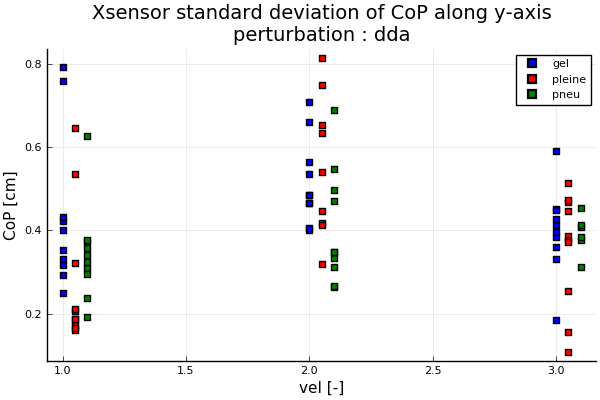 Xsensor standard deviation of CoP along y-axis
perturbation : dda
gel
pleine
pneu
0.8
0.6
0.4
0.2
CoP [cm]
1.0 1.5 2.0 2.5 3.0
vel [-]